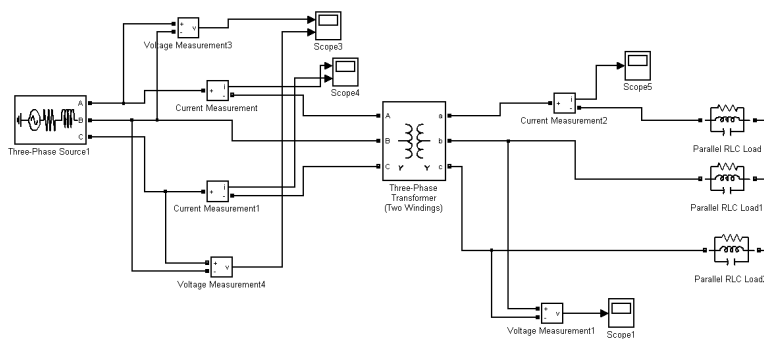 +
-
v
Voltage Measurement3
Scope3
Scope4
Scope5
A
B
C
Three-Phase Source1
+
i
-
Current Measurement
A
B
C
a
b
c
Y
Y
Three-Phase
Transformer
(Two Windings)
+
i
-
Current Measurement2
Parallel RLC Load
Parallel RLC Load1
+
i
-
Current Measurement1
+
-
v
Voltage Measurement4
Parallel RLC Load2
+
-
v
Voltage Measurement1
Scope1